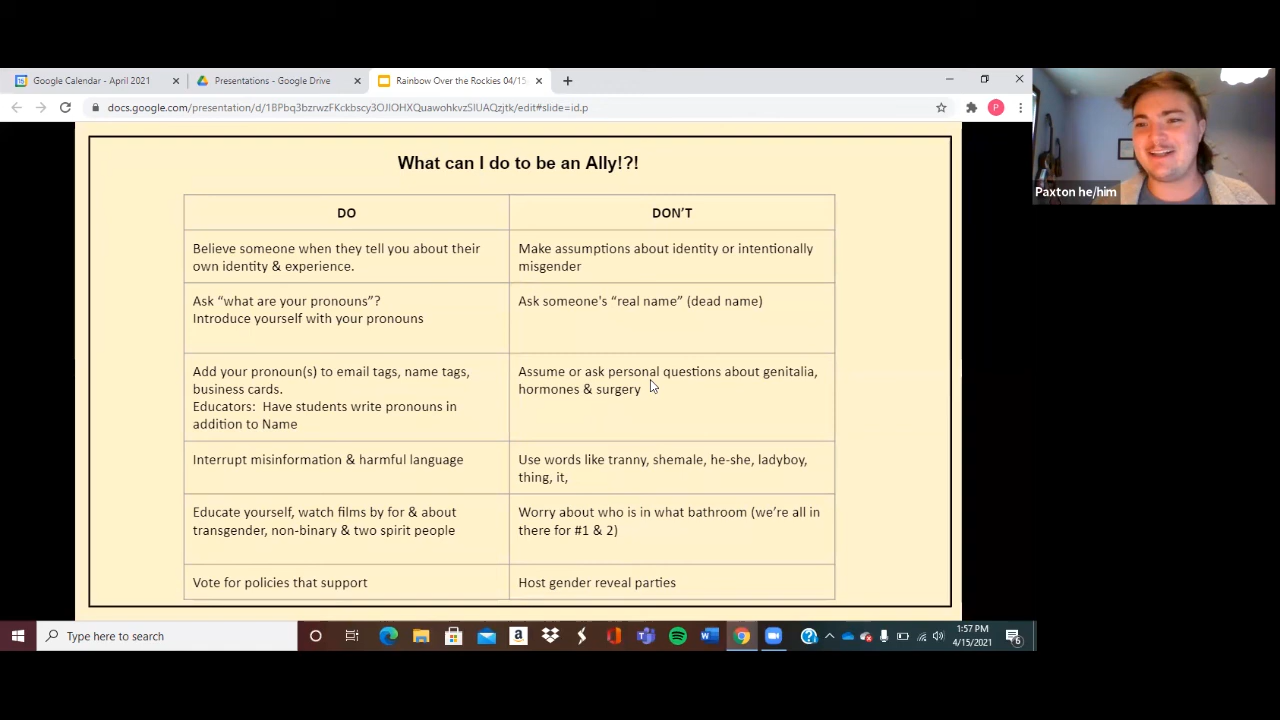 Google Calendar - April 2021
Presentations - Google Drive
Rainbow Over the Rockies 04/15
docs.google.com/presentation/d/1BPbq3bzrwzFKckbscy3OJIOHXQuawohkvzSIUAQzjtk/edit#slide=id.p
P
Paxton he/him
What can I do to be an Ally!?!
DO
DON'T
Believe someone when they tell you about their
own identity & experience.
Make assumptions about identity or intentionally
misgender
Ask “what are your pronouns”?
Introduce yourself with your pronouns
Ask someone's “real name” (dead name)
Add your pronoun(s) to email tags, name tags,
business cards.
Educators: Have students write pronouns in
addition to Name
Assume or ask personal questions about genitalia,
hormones & surgery
Interrupt misinformation & harmful language
Use words like tranny, shemale, he-she, ladyboy,
thing, it,
Educate yourself, watch films by for & about
transgender, non-binary & two spirit people
Worry about who is in what bathroom (we’re all in
there for #1 & 2)
Vote for policies that support
Host gender reveal parties
Type here to search
1:57 PM
4/15/2021
6